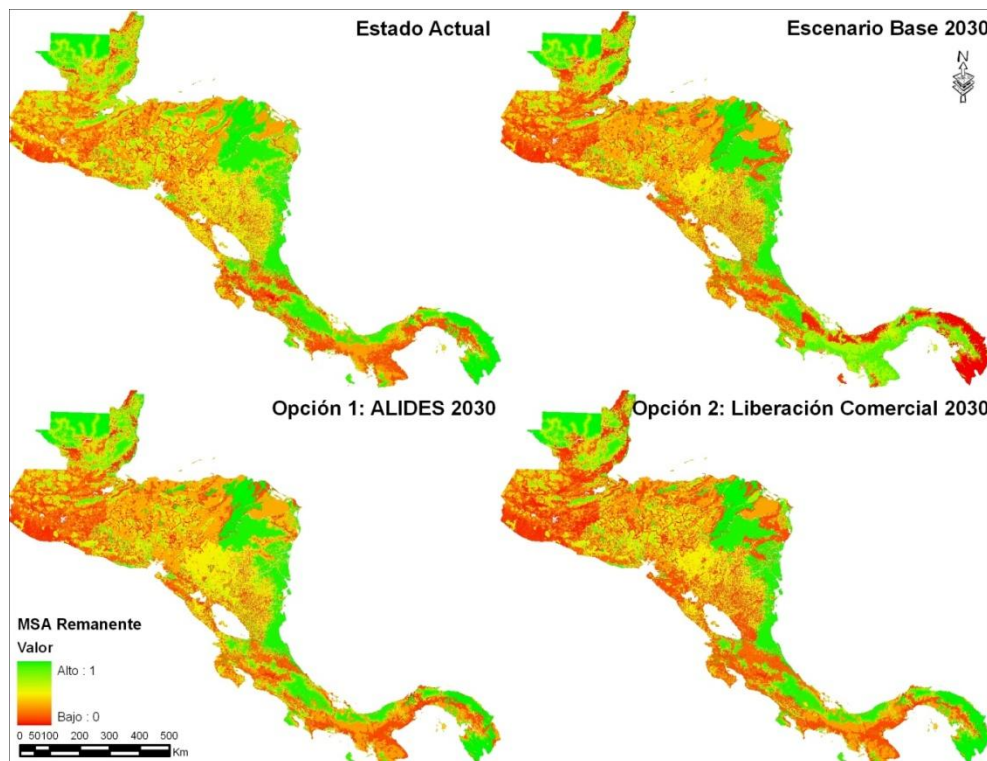 Estado Actual
Escenario Base 2030
N
Opción 1: ALIDES 2030
Opción 2: Liberación Comercial 2030
MSA Remanente
Valor
Alto : 1
Bajo : 0
0 50100 200 300 400 500
Km